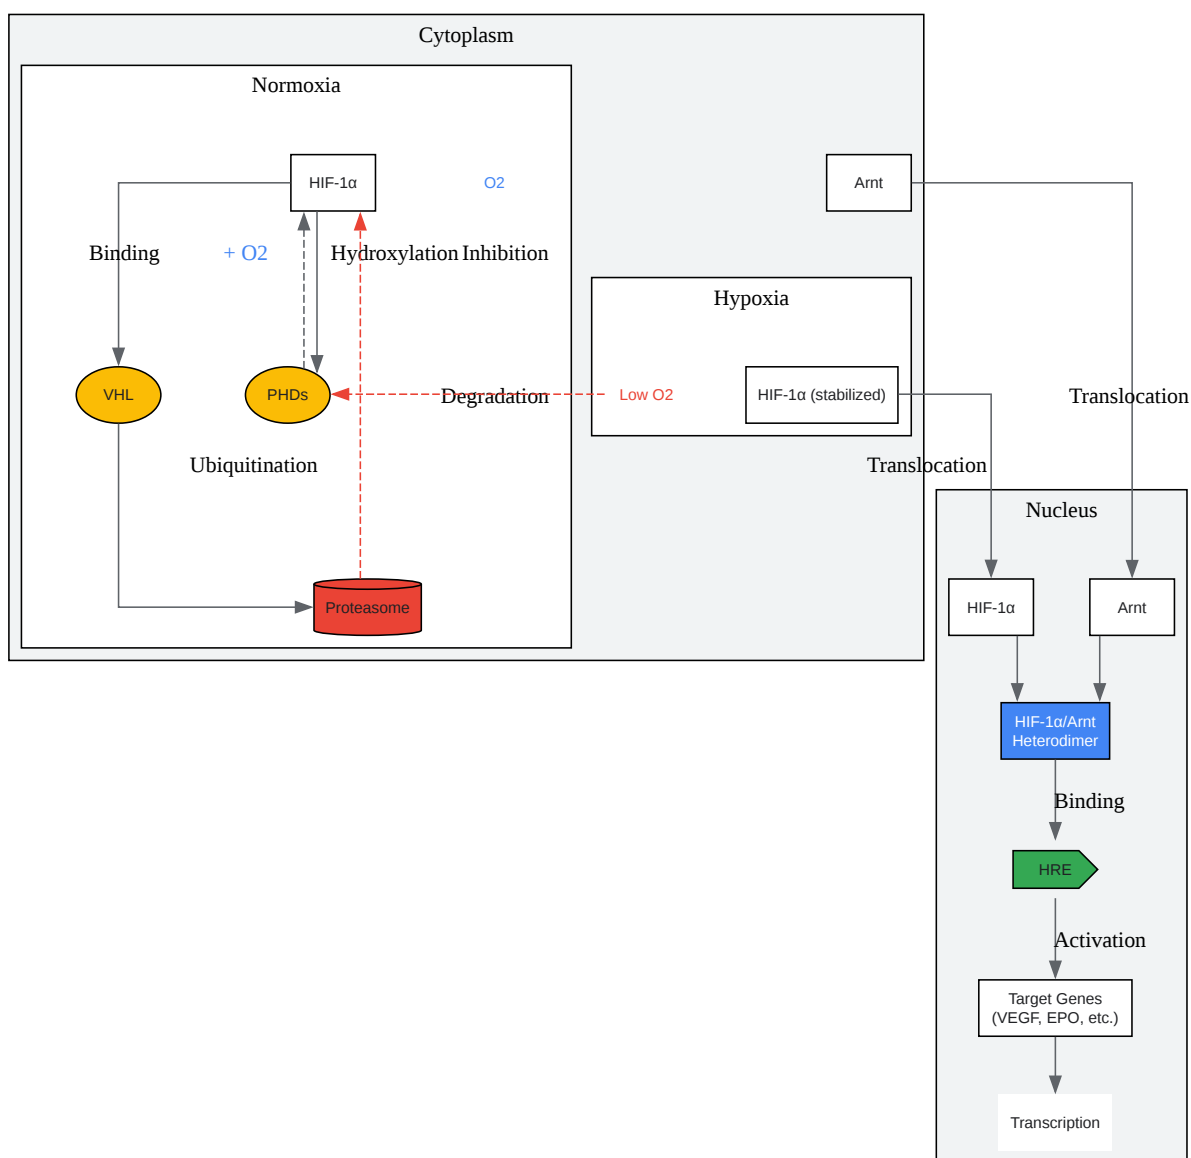 Cytoplasm
Normoxia
HIF-1α
O2
Arnt
Binding
+ O2
Hydroxylation
Inhibition
Hypoxia
VHL
PHDs
Degradation
Low O2
HIF-1α (stabilized)
Translocation
Ubiquitination
Translocation
Nucleus
Proteasome
HIF-1α
Arnt
HIF-1α/Arnt
Heterodimer
Binding
HRE
Activation
Target Genes
(VEGF, EPO, etc.)
Transcription